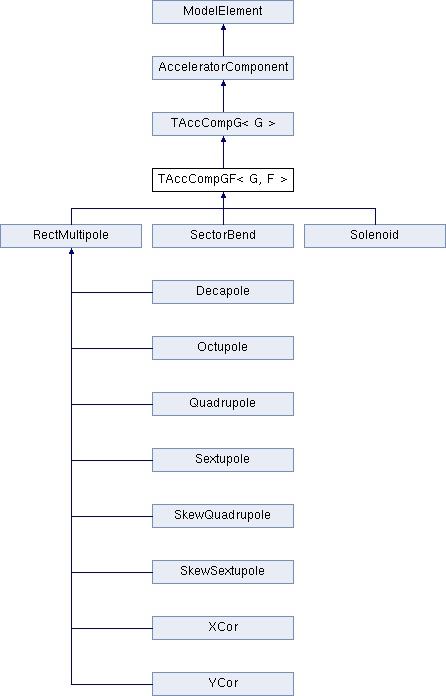 ModelElement
AcceleratorComponent
TAccCompG< G >
TAccCompGF< G, F >
RectMultipole
SectorBend
Solenoid
Decapole
Octupole
Quadrupole
Sextupole
SkewQuadrupole
SkewSextupole
XCor
YCor